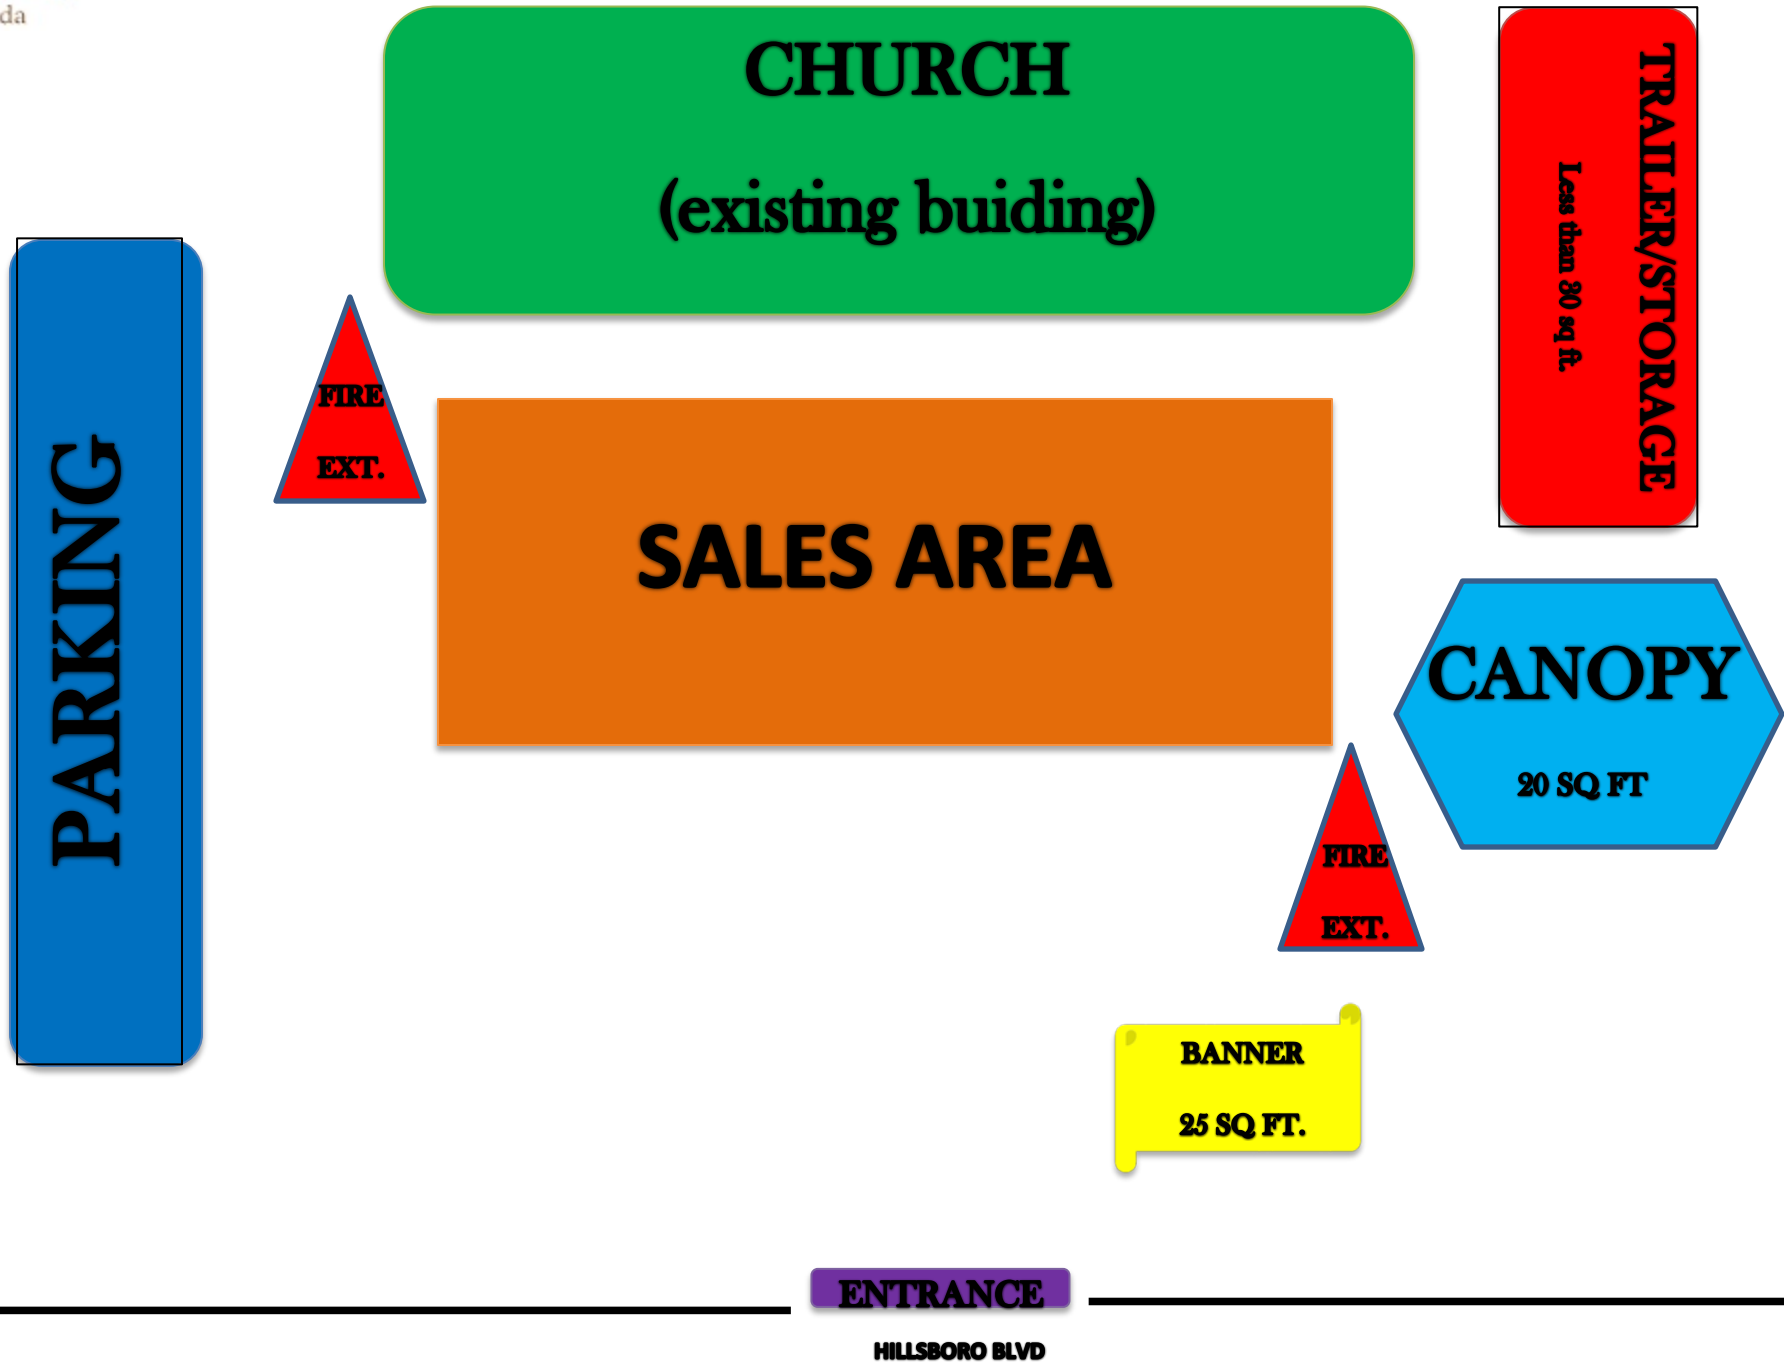 da
CHURCH
(existing buiding)
TRAILER/STORAGE
Less than 30 sq ft.
FIRE
EXT.
PARKING
SALES AREA
CANOPY
20 SQ FT
FIRE
EXT.
BANNER
25 SQ FT.
ENTRANCE
HILLSBORO BLVD